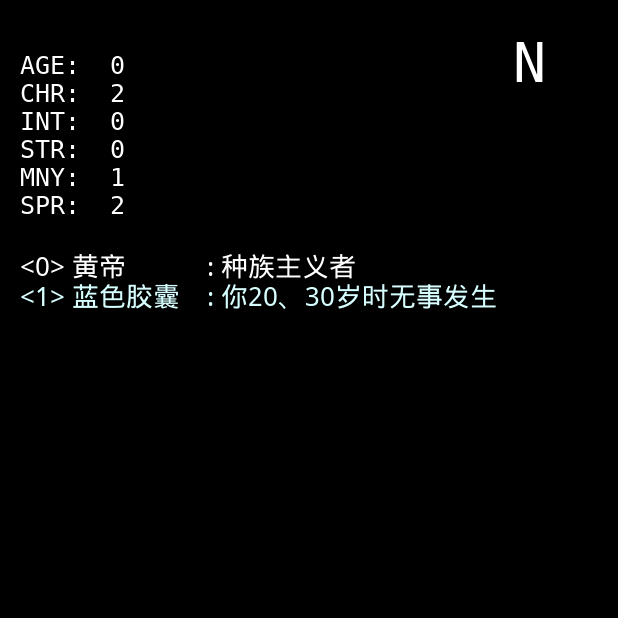 N
AGE: 0
CHR: 2
INT: 0
STR: 0
MNY: 1
SPR: 2
<0> 黄帝 : 种族主义者
<1> 蓝色胶囊 : 你20、30岁时无事发生